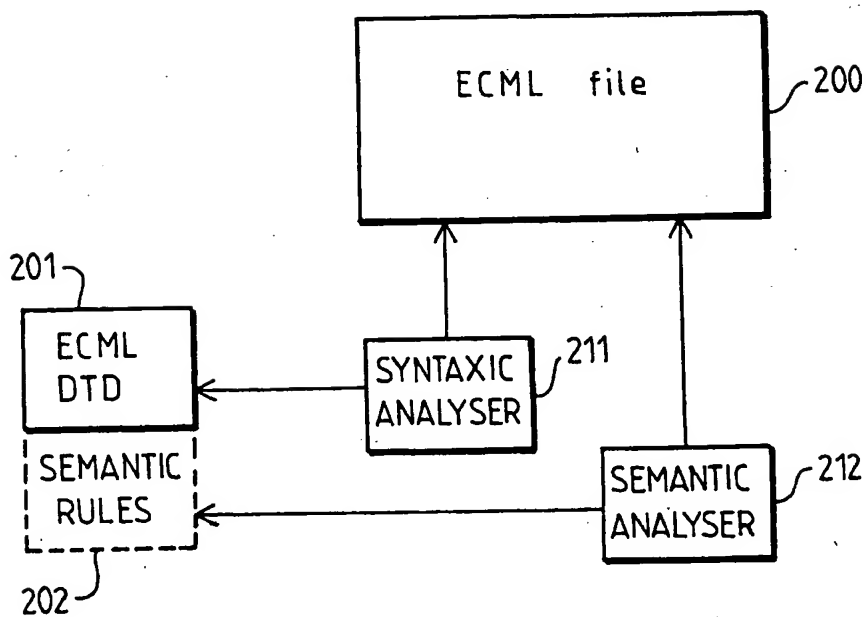 ECML file
200
201
ECML
DTD
SYNTAXIC
ANALYSER
211
SEMANTIC
RULES
SEMANTIC
ANALYSER
212
202